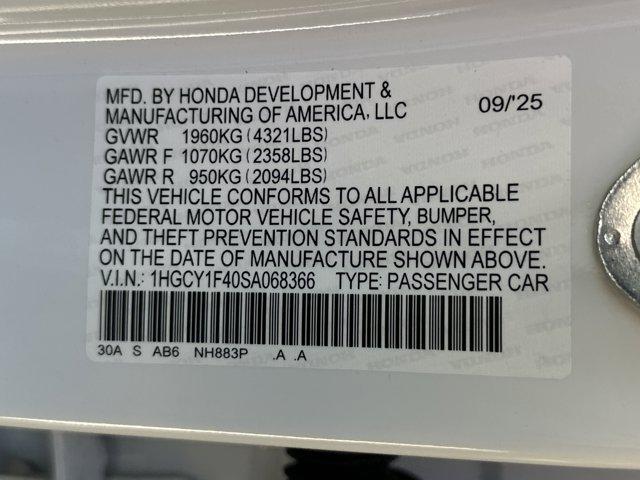 MFD. BY HONDA DEVELOPMENT &
MANUFACTURING OF AMERICA, LLC 09/'25
GVWR 1960KG (4321LBS)
GAWR F 1070KG (2358LBS)
GAWR R 950KG (2094LBS)
THIS VEHICLE CONFORMS TO ALL APPLICABLE
FEDERAL MOTOR VEHICLE SAFETY, BUMPER,
AND THEFT PREVENTION STANDARDS IN EFFECT
ON THE DATE OF MANUFACTURE SHOWN ABOVE.
V.I.N.: 1HGCY1F40SA068366 TYPE: PASSENGER CAR
30A S AB6 NH883P .A .A